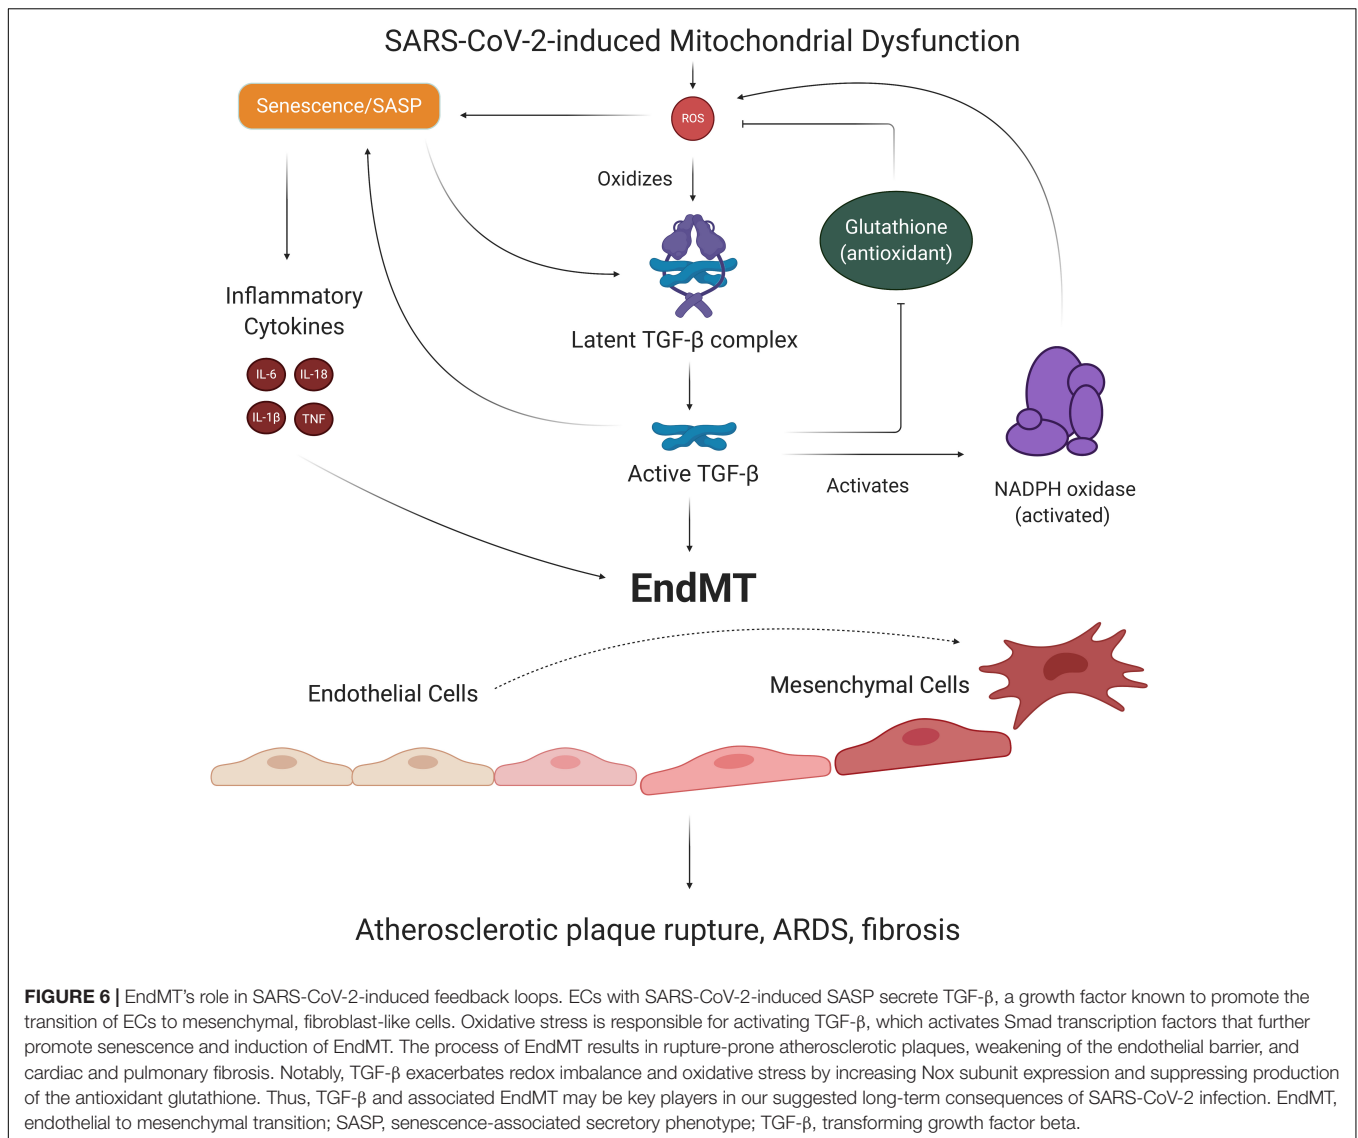 SARS-CoV-2-induced Mitochondrial Dysfunction
Senescence/SASP
ROS
Oxidizes
Glutathione
(antioxidant)
Inflammatory
Cytokines
IL-6
IL-18
IL-1β
TNF
Latent TGF-β complex
Active TGF-β
Activates
NADPH oxidase
(activated)
EndMT
Endothelial Cells
Mesenchymal Cells
Atherosclerotic plaque rupture, ARDS, fibrosis
FIGURE 6 | EndMT's role in SARS-CoV-2-induced feedback loops. ECs with SARS-CoV-2-induced SASP secrete TGF-β, a growth factor known to promote the
transition of ECs to mesenchymal, fibroblast-like cells. Oxidative stress is responsible for activating TGF-β, which activates Smad transcription factors that further
promote senescence and induction of EndMT. The process of EndMT results in rupture-prone atherosclerotic plaques, weakening of the endothelial barrier, and
cardiac and pulmonary fibrosis. Notably, TGF-β exacerbates redox imbalance and oxidative stress by increasing Nox subunit expression and suppressing production
of the antioxidant glutathione. Thus, TGF-β and associated EndMT may be key players in our suggested long-term consequences of SARS-CoV-2 infection. EndMT,
endothelial to mesenchymal transition; SASP, senescence-associated secretory phenotype; TGF-β, transforming growth factor beta.